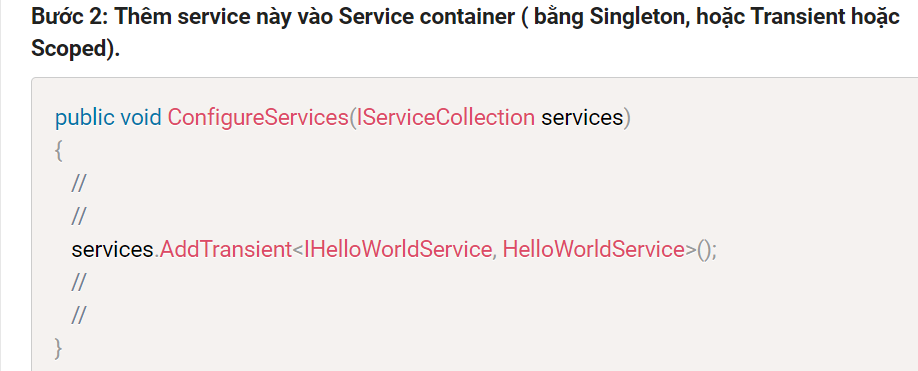 Bước 2: Thêm service này vào Service container ( bằng Singleton, hoặc Transient hoặc
Scoped).
public void ConfigureServices(IServiceCollection services)
{
//
//
services.AddTransient<IHelloWorldService, HelloWorldService>();
//
//
}